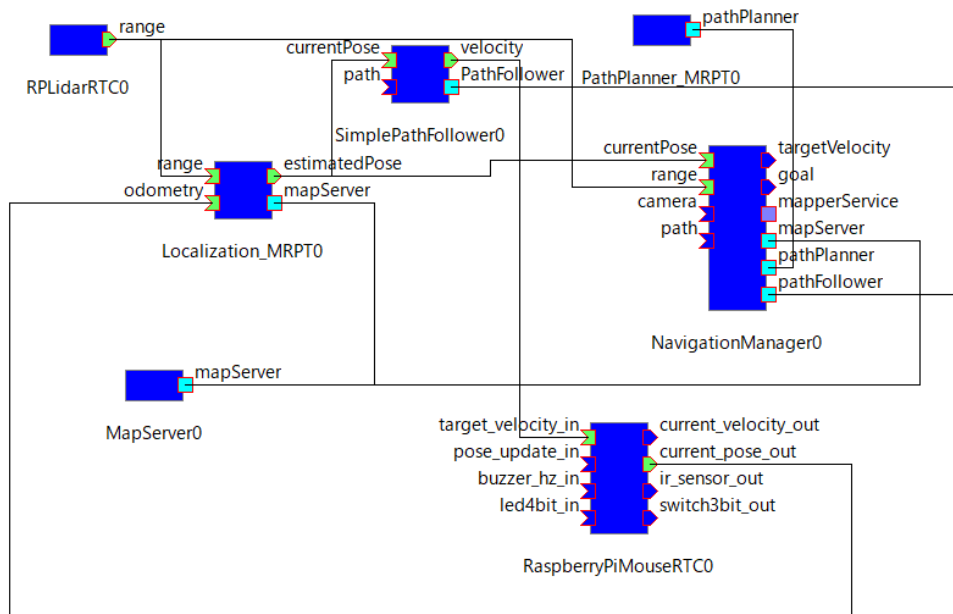 range
RPLidarRTC0
currentPose
path
velocity
PathFollower
SimplePathFollower0
pathPlanner
PathPlanner_MRPT0
range
odometry
estimatedPose
mapServer
Localization_MRPT0
currentPose
range
camera
path
targetVelocity
goal
mapperService
mapServer
pathPlanner
pathFollower
NavigationManager0
mapServer
MapServer0
target_velocity_in
pose_update_in
buzzer_hz_in
led4bit_in
current_velocity_out
current_pose_out
ir_sensor_out
switch3bit_out
RaspberryPiMouseRTC0